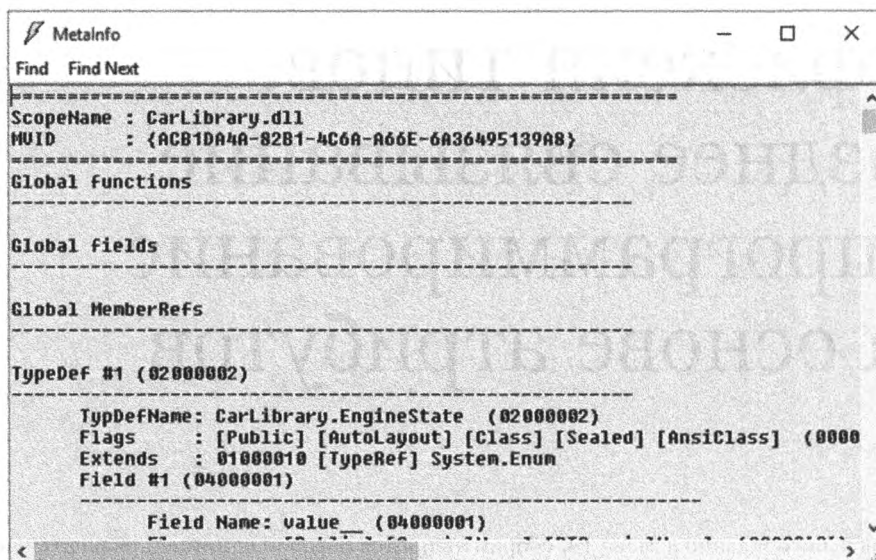 MetaInfo
Find Find Next
=====================================================
ScopeName : CarLibrary.dll
MVID      : {ACB1DA4A-82B1-4C6A-A66E-6A36495139A8}
=====================================================
Global functions
-----------------------------------------------------
Global fields
-----------------------------------------------------
Global MemberRefs
-----------------------------------------------------
TypeDef #1 (02000002)
-----------------------------------------------------
TypDefName: CarLibrary.EngineState (02000002)
Flags     : [Public] [AutoLayout] [Class] [Sealed] [AnsiClass] (0000
Extends   : 01000010 [TypeRef] System.Enum
Field #1 (04000001)
-----------------------------------------------------
Field Name: value__ (04000001)